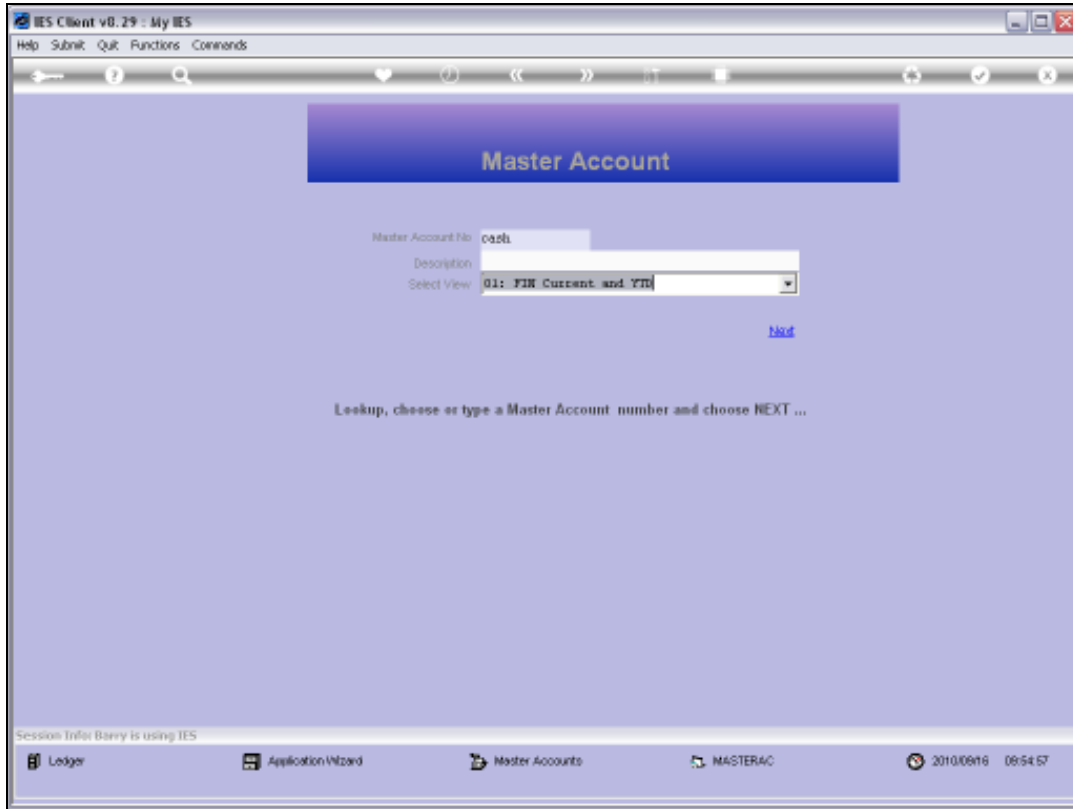 IES Client v8.29 : My IES
Help Submit Quit Functions Commands
Master Account
Master Account No cash
Description
Select View 01: FIN Current and YTD
Next
Lookup, choose or type a Master Account number and choose NEXT ...
Session Info: Barry is using IES
Ledger Application Wizard Master Accounts MASTERAC 2010/09/16 09:54:57